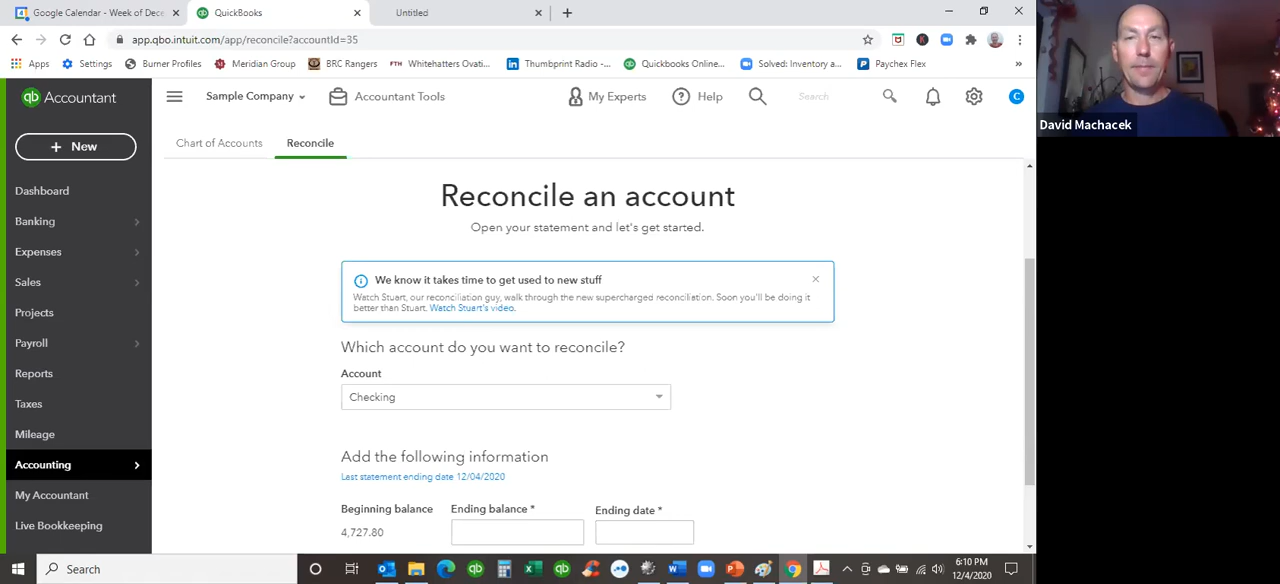 Google Calendar - Week of Dece
QuickBooks
Untitled
app.qbo.intuit.com/app/reconcile?accountId=35
Apps
Settings
Burner Profiles
Meridian Group
BRC Rangers
FTH
Whitehatters Ovati...
Thumbprint Radio -...
Quickbooks Online...
Solved: Inventory a...
Paychex Flex
»
David Machacek
qb Accountant
Sample Company
Accountant Tools
My Experts
Help
Search
C
+ New
Chart of Accounts
Reconcile
Dashboard
Banking
Expenses
Sales
Projects
Payroll
Reports
Taxes
Mileage
Accounting
My Accountant
Live Bookkeeping
Reconcile an account
Open your statement and let's get started.
We know it takes time to get used to new stuff
Watch Stuart, our reconciliation guy, walk through the new supercharged reconciliation. Soon you'll be doing it
better than Stuart. Watch Stuart's video.
Which account do you want to reconcile?
Account
Checking
Add the following information
Last statement ending date 12/04/2020
Beginning balance
Ending balance *
Ending date *
4,727.80
Search
6:10 PM
12/4/2020